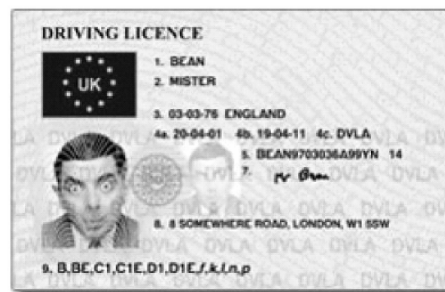 DRIVING LICENCE
UK
1. BEAN
2. MISTER
3. 03-03-76 ENGLAND
4a. 20-04-01 4b. 19-04-11 4c. DVLA
5. BEAN9703036A99YN 14
7. Mr Bean
8. 8 SOMEWHERE ROAD, LONDON, W1 5SW
9. B,BE,C1,C1E,D1,D1E,f,k,l,n,p